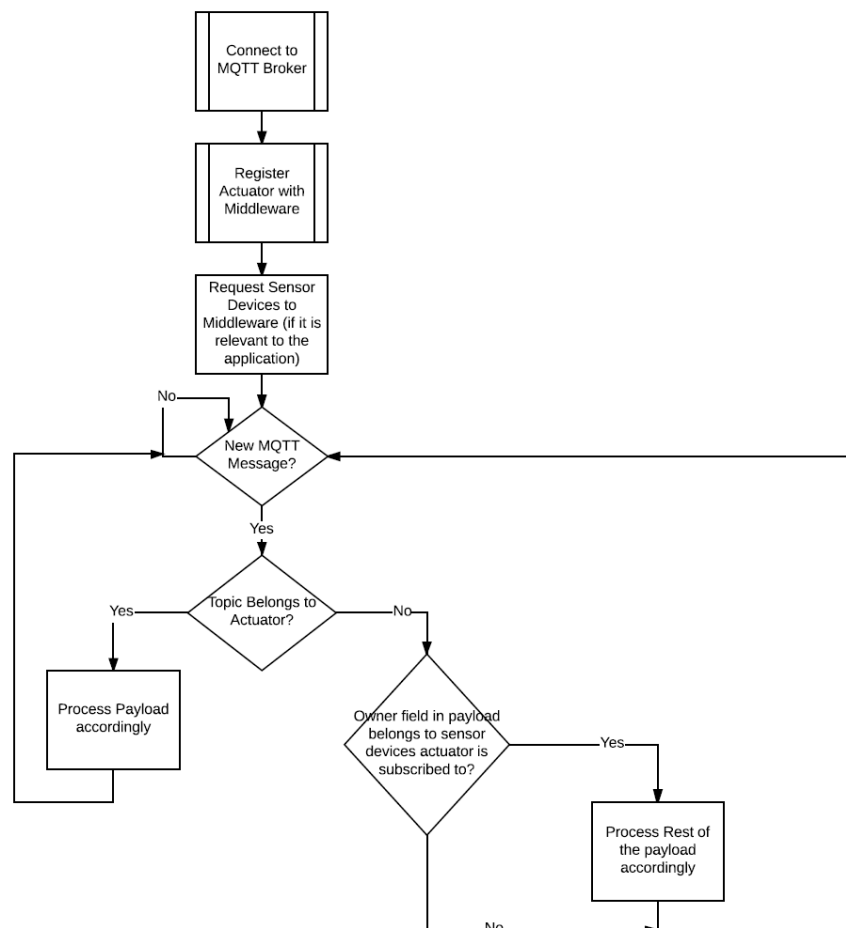 Connect to
MQTT Broker
Register
Actuator with
Middleware
Request Sensor
Devices to
Middleware (if it is
relevant to the
application)
No
New MQTT
Message?
Yes
Topic Belongs to
Actuator?
Yes
No
Process Payload
accordingly
Owner field in payload
belongs to sensor
devices actuator is
subscribed to?
Yes
Process Rest of
the payload
accordingly
No